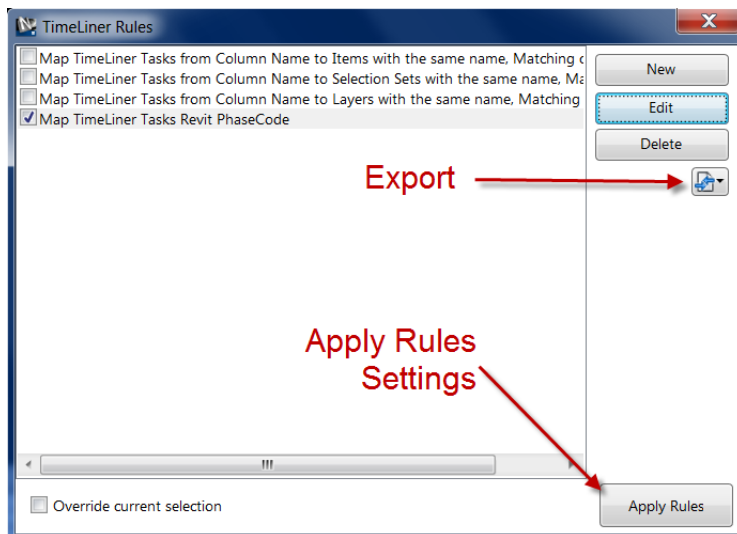 TimeLiner Rules
Map TimeLiner Tasks from Column Name to Items with the same name, Matching
Map TimeLiner Tasks from Column Name to Selection Sets with the same name,
Map TimeLiner Tasks from Column Name to Layers with the same name, Matching
Map TimeLiner Tasks Revit PhaseCode
New
Edit
Delete
Export
Apply Rules
Settings
Override current selection
Apply Rules